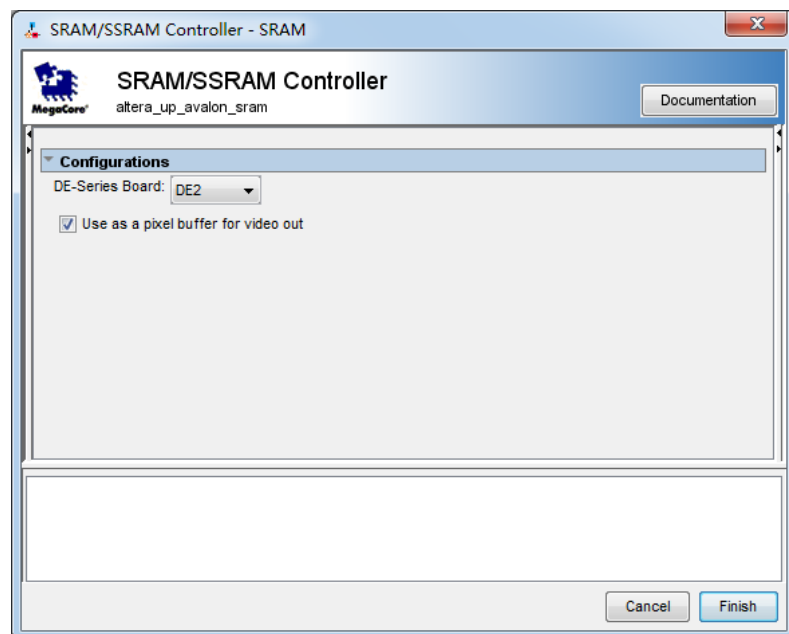 SRAM/SSRAM Controller - SRAM
SRAM/SSRAM Controller
MegaCore®
altera_up_avalon_sram
Documentation
Configurations
DE-Series Board: DE2
Use as a pixel buffer for video out
Cancel Finish